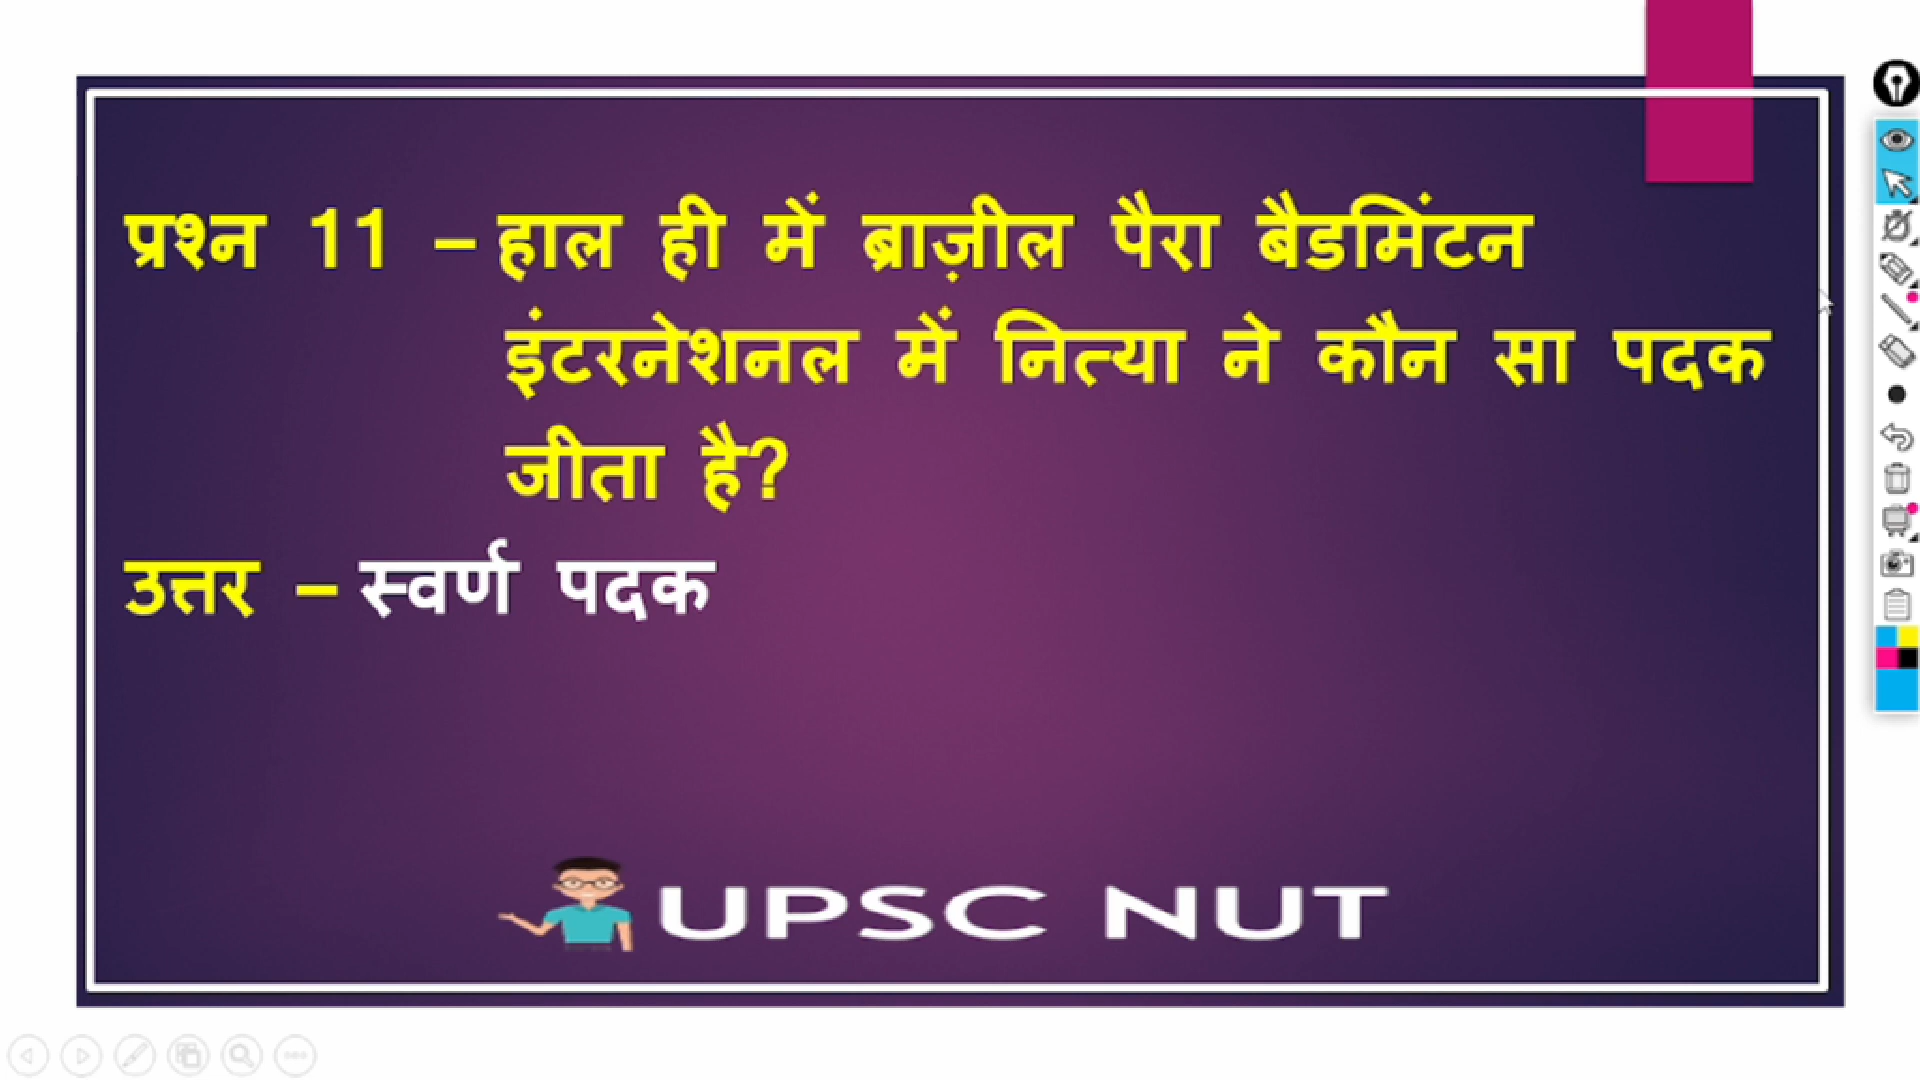 प्रश्न 11 – हाल ही में ब्राज़ील पैरा बैडमिंटन
इंटरनेशनल में नित्या ने कौन सा पदक
जीता है?
उत्तर – स्वर्ण पदक
UPSC NUT